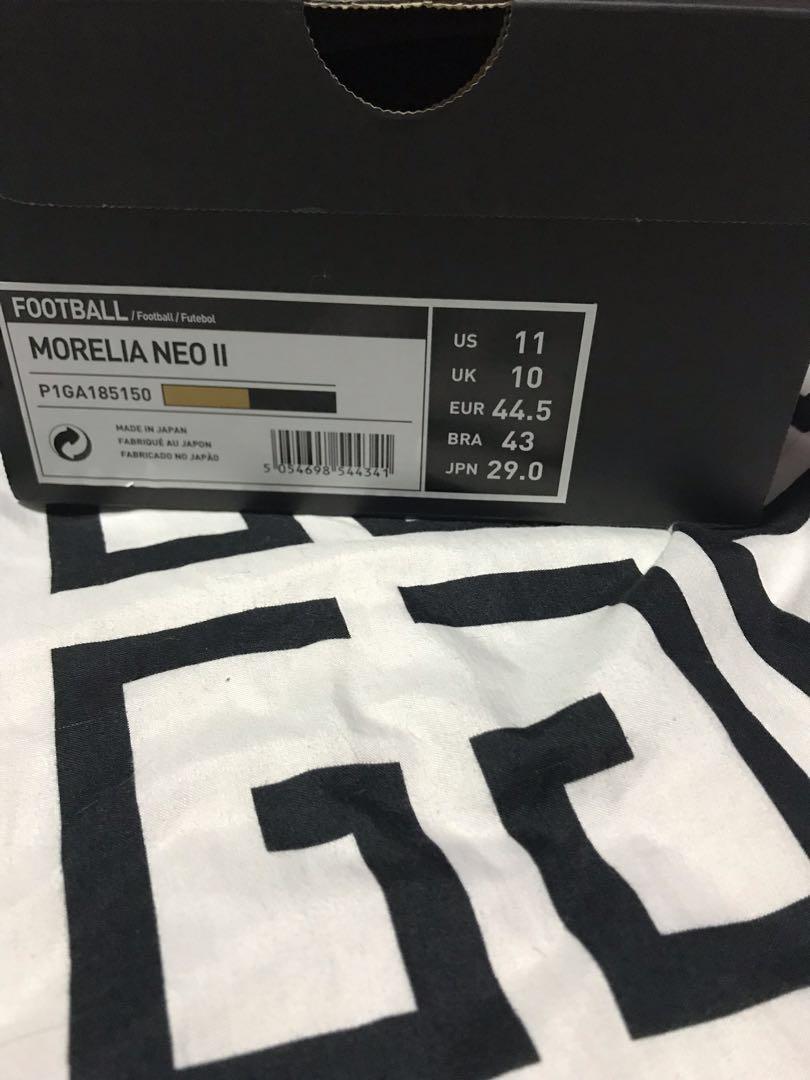 FOOTBALL / Football / Futebol
MORELIA NEO II
P1GA185150
MADE IN JAPAN
FABRIQUÉ AU JAPON
FABRICADO NO JAPÃO
5 054698 544341
US 11
UK 10
EUR 44.5
BRA 43
JPN 29.0